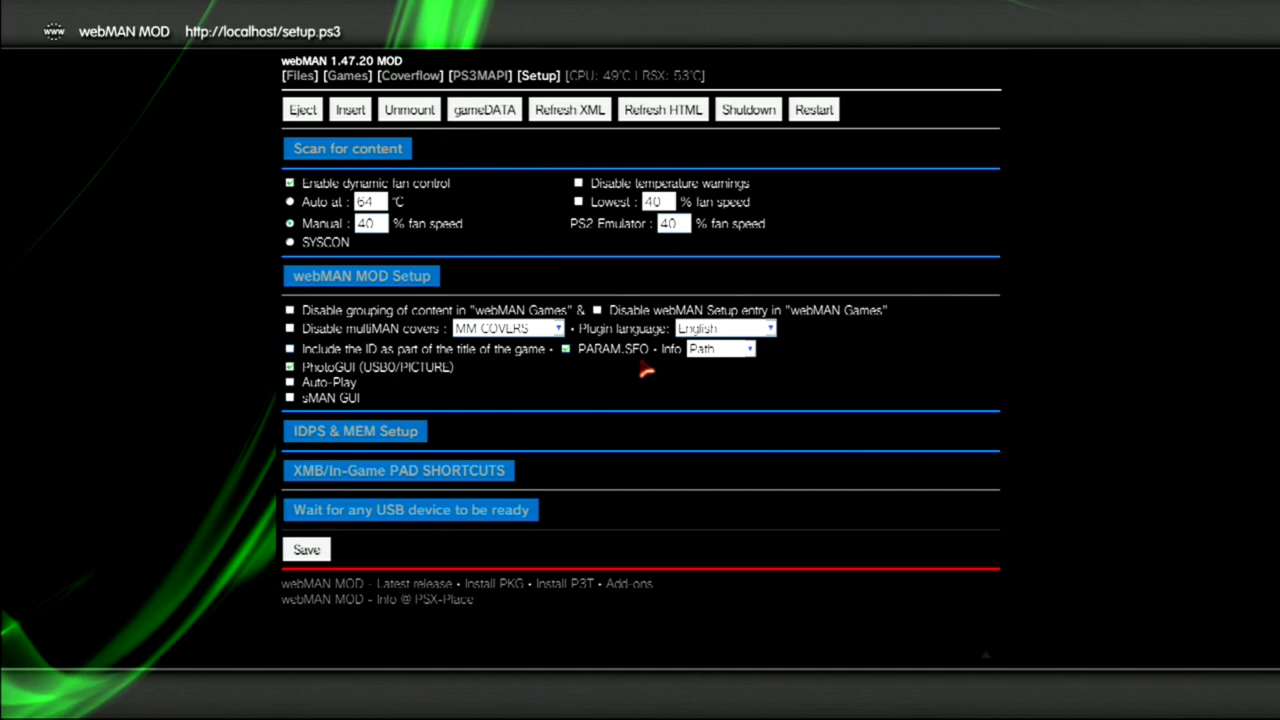 www webMAN MOD http://localhost/setup.ps3
webMAN 1.47.20 MOD
[Files] [Games] [Coverflow] [PS3MAPI] [Setup] [CPU: 49°C | RSX: 53°C]
Eject Insert Unmount gameDATA Refresh XML Refresh HTML Shutdown Restart
Scan for content
Enable dynamic fan control Disable temperature warnings
Auto at : 64 °C Lowest : 40 % fan speed
Manual : 40 % fan speed PS2 Emulator : 40 % fan speed
SYSCON
webMAN MOD Setup
Disable grouping of content in "webMAN Games" & Disable webMAN Setup entry in "webMAN Games"
Disable multiMAN covers : MM COVERS • Plugin language: English
Include the ID as part of the title of the game • PARAM.SFO • Info Path
PhotoGUI (USB0/PICTURE)
Auto-Play
sMAN GUI
IDPS & MEM Setup
XMB/In-Game PAD SHORTCUTS
Wait for any USB device to be ready
Save
webMAN MOD - Latest release • Install PKG • Install P3T • Add-ons
webMAN MOD - Info @ PSX-Place